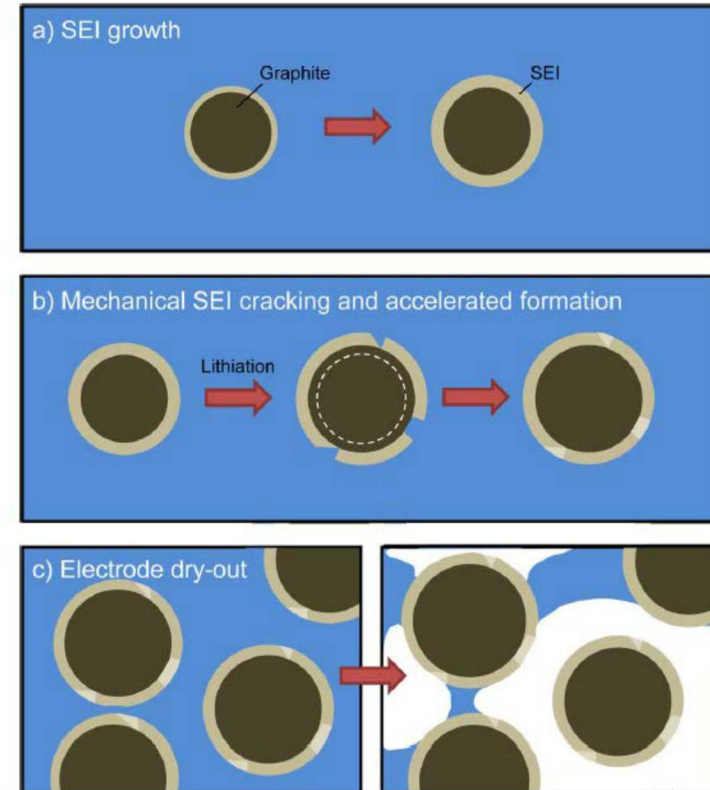 a) SEI growth
Graphite
SEI
b) Mechanical SEI cracking and accelerated formation
Lithiation
c) Electrode dry-out